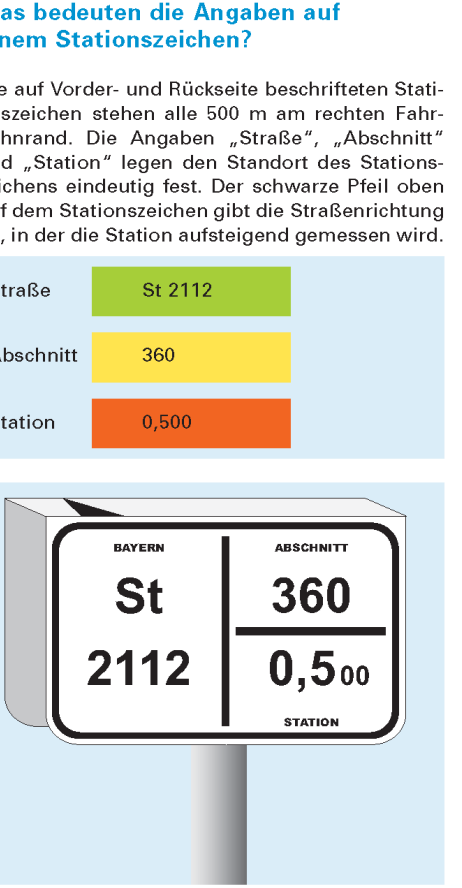 as bedeuten die Angaben auf
nem Stationszeichen?
e auf Vorder- und Rückseite beschrifteten Stati-
szeichen stehen alle 500 m am rechten Fahr-
hnrand. Die Angaben „Straße“, „Abschnitt“
d „Station“ legen den Standort des Stations-
ichens eindeutig fest. Der schwarze Pfeil oben
f dem Stationszeichen gibt die Straßenrichtung
, in der die Station aufsteigend gemessen wird.
traße St 2112
Abschnitt 360
tation 0,500
BAYERN ABSCHNITT
St 360
2112 0,500
STATION